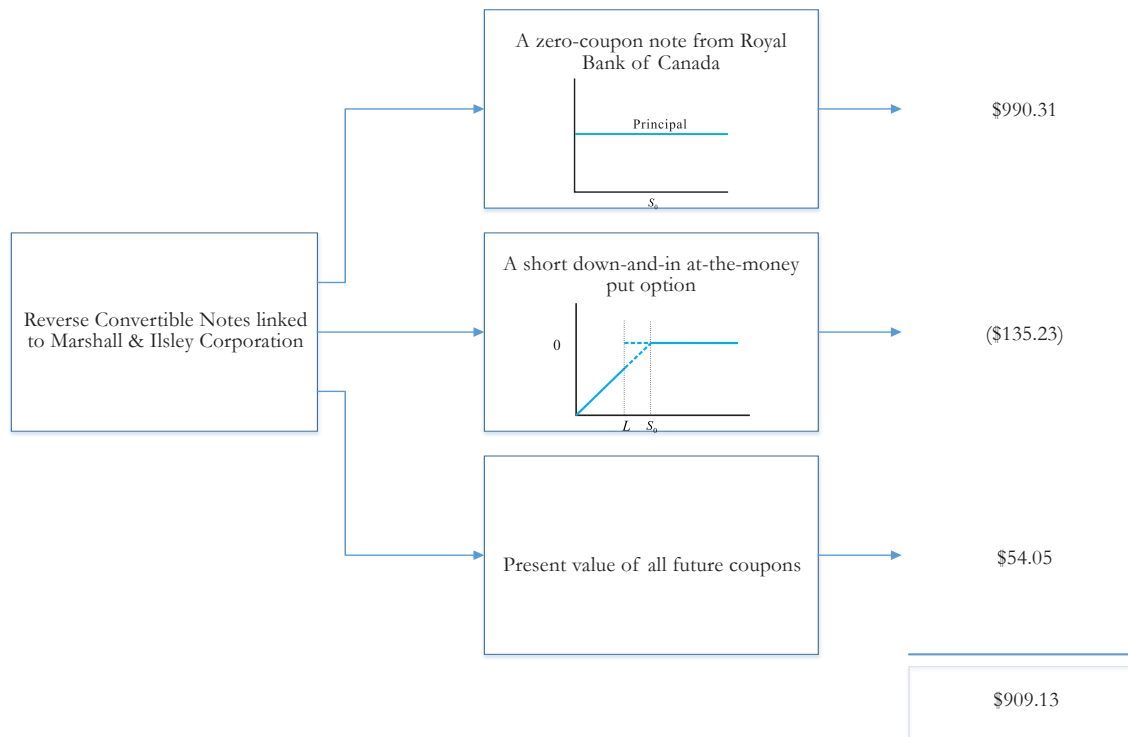 A zero-coupon note from Royal
Bank of Canada
Principal
S₀
$990.31
Reverse Convertible Notes linked
to Marshall & Ilsley Corporation
A short down-and-in at-the-money
put option
0
L S₀
($135.23)
Present value of all future coupons
$54.05
$909.13